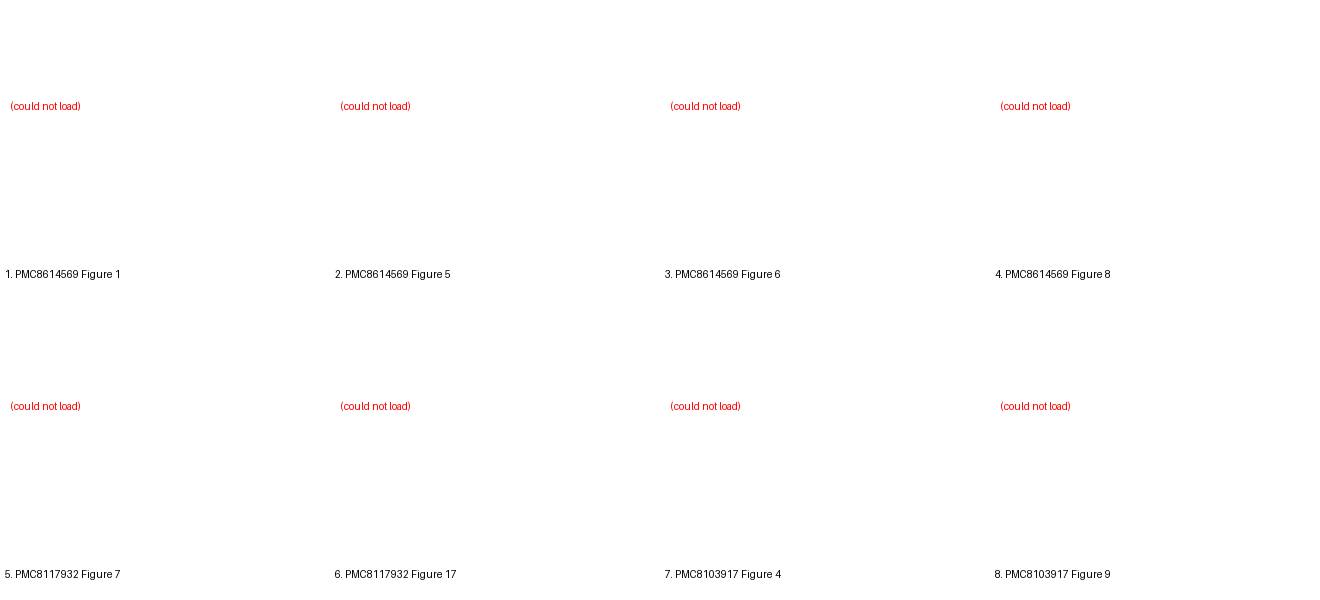 (could not load) (could not load) (could not load) (could not load)
1. PMC8614569 Figure 1 2. PMC8614569 Figure 5 3. PMC8614569 Figure 6 4. PMC8614569 Figure 8
(could not load) (could not load) (could not load) (could not load)
5. PMC8117932 Figure 7 6. PMC8117932 Figure 17 7. PMC8103917 Figure 4 8. PMC8103917 Figure 9